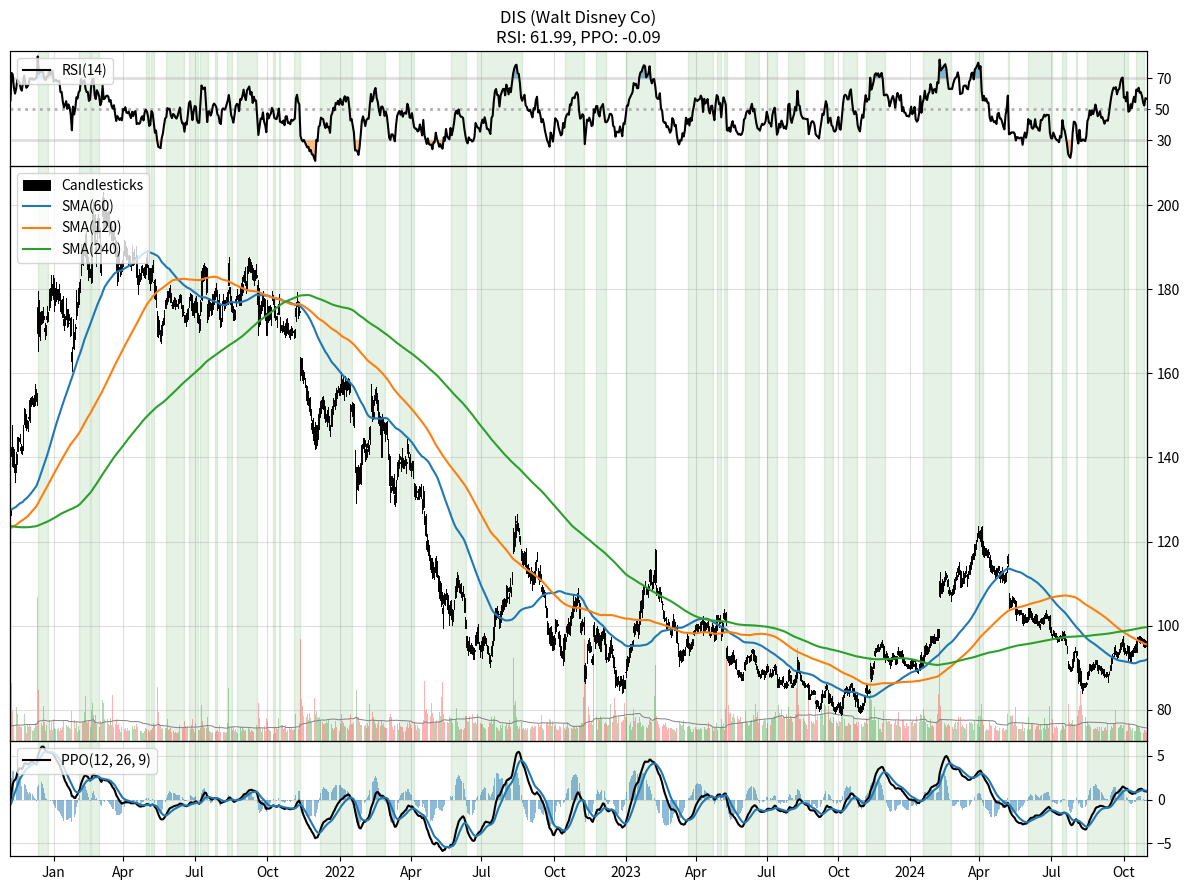 DIS (Walt Disney Co)
RSI: 61.99, PPO: -0.09
RSI(14)
70
50
30
Candlesticks
SMA(60)
SMA(120)
SMA(240)
200
180
160
140
120
100
80
PPO(12, 26, 9)
5
0
−5
Jan Apr Jul Oct 2022 Apr Jul Oct 2023 Apr Jul Oct 2024 Apr Jul Oct